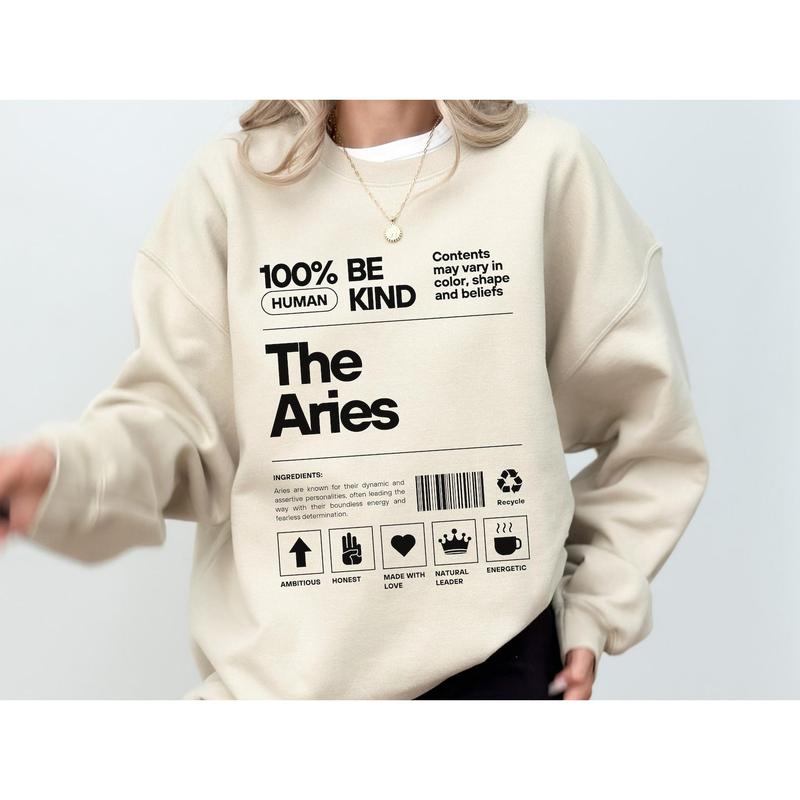 100% BE
HUMAN KIND
Contents
may vary in
color, shape
and beliefs
The
Aries
INGREDIENTS:
Aries are known for their dynamic and
assertive personalities, often leading the
way with their boundless energy and
fearless determination.
Recycle
AMBITIOUS
HONEST
MADE WITH
LOVE
NATURAL
LEADER
ENERGETIC